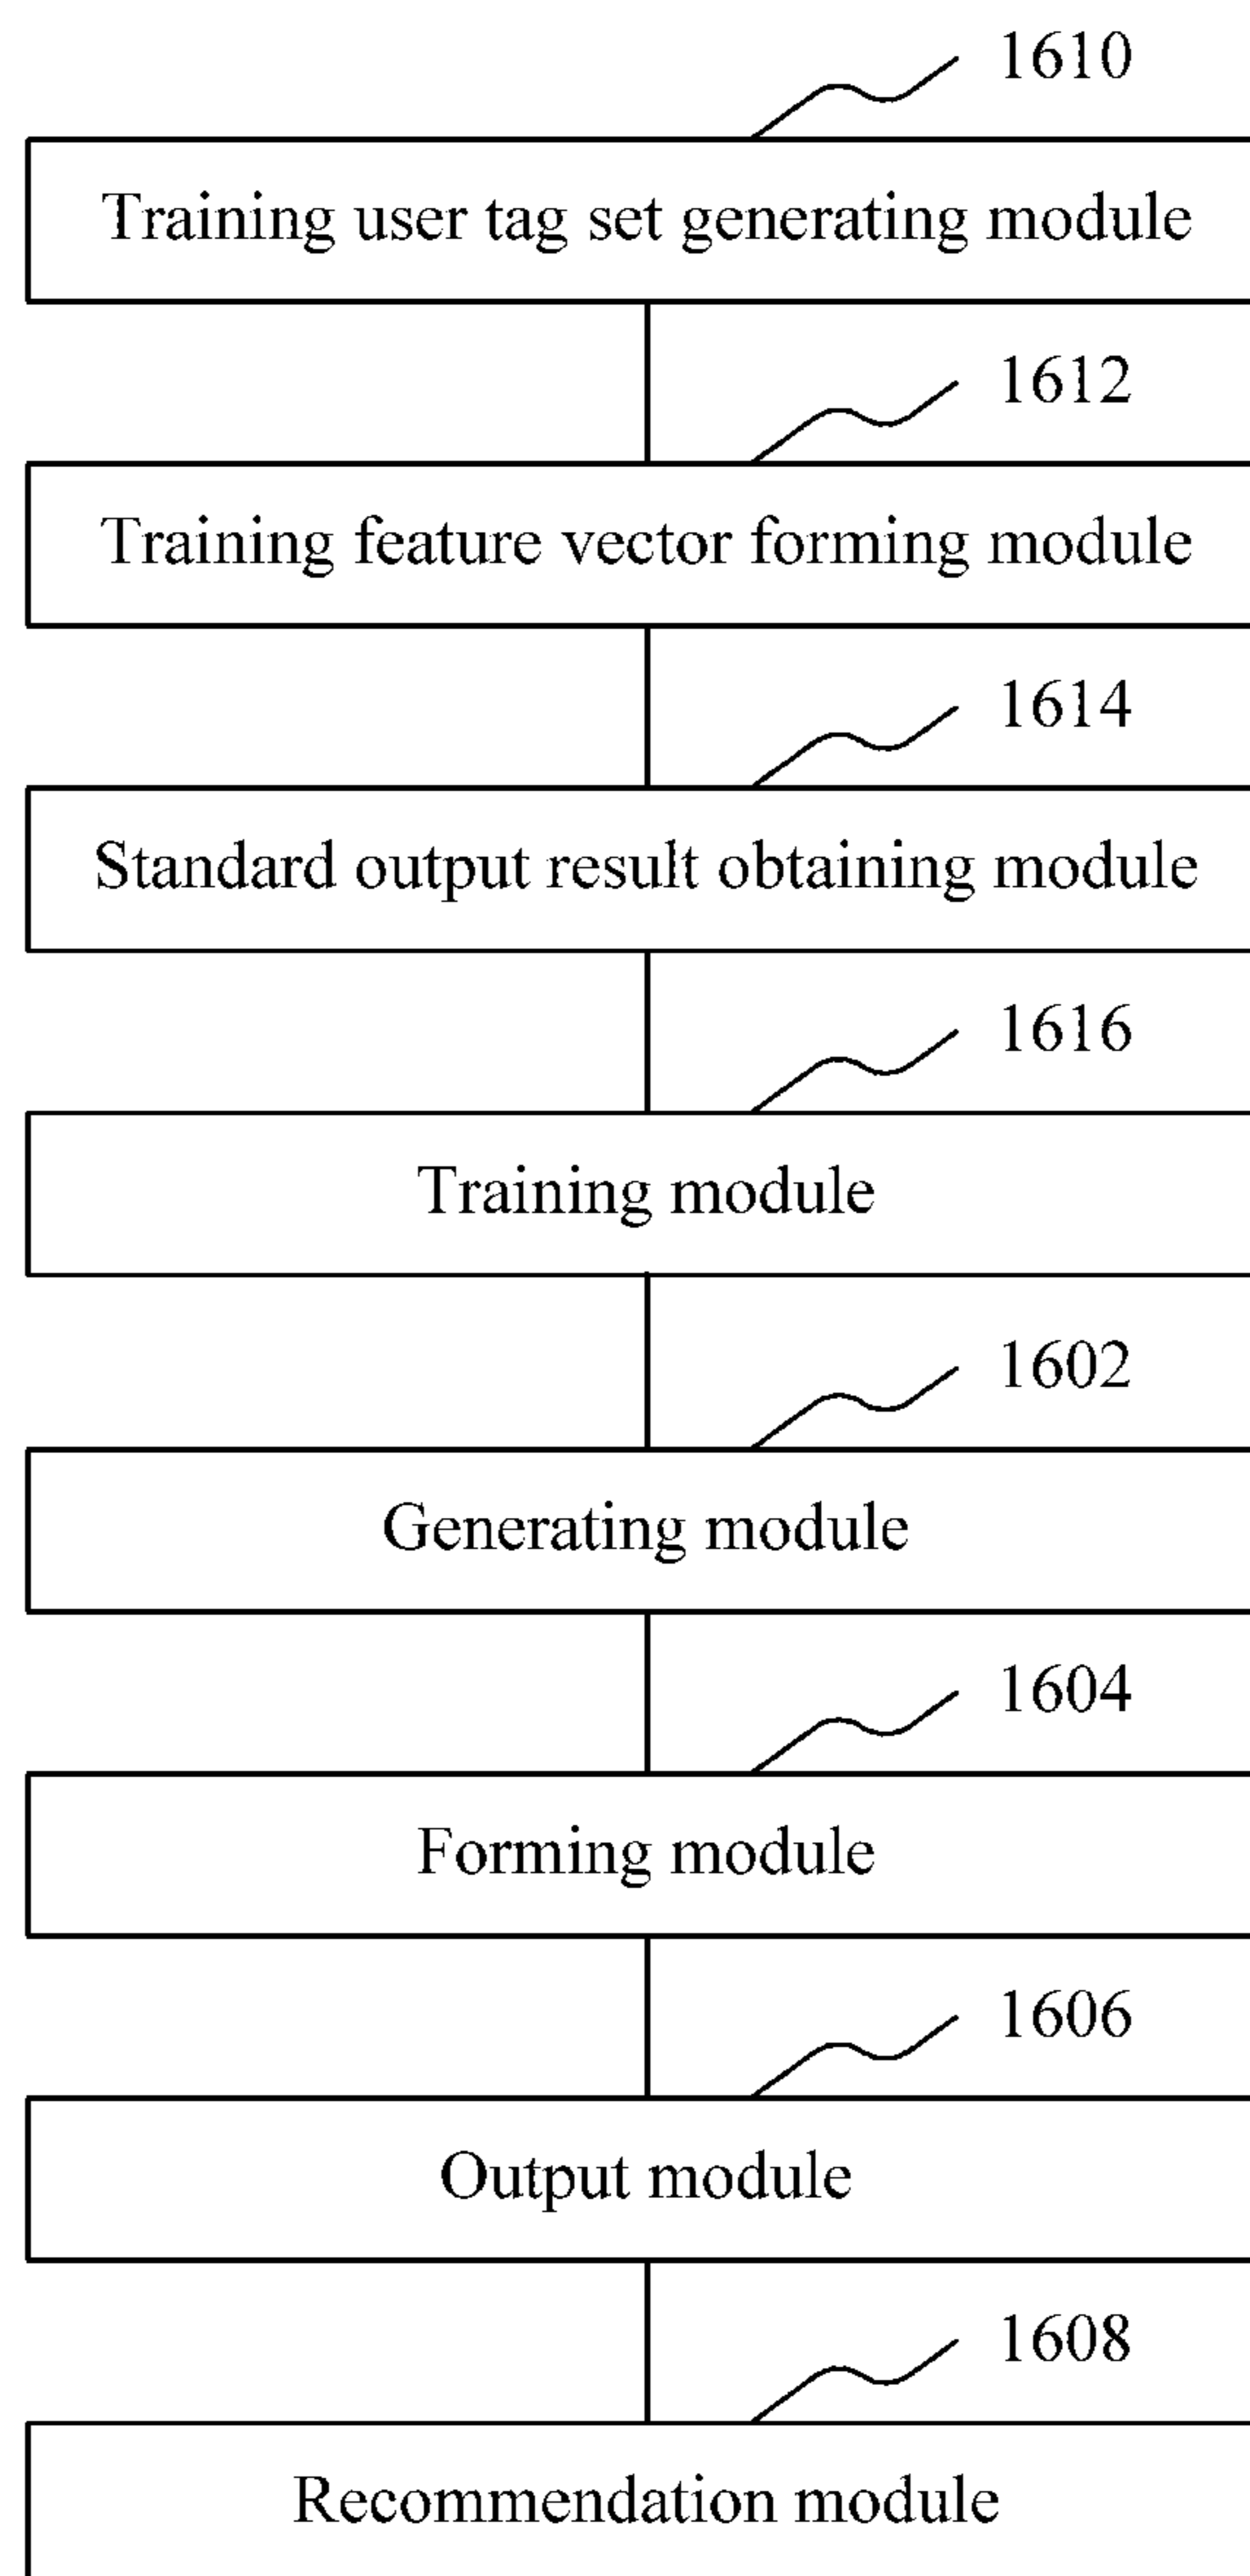 1610
Training user tag set generating module
1612
Training feature vector forming module
1614
Standard output result obtaining module
1616
Training module
1602
Generating module
1604
Forming module
1606
Output module
1608
Recommendation module